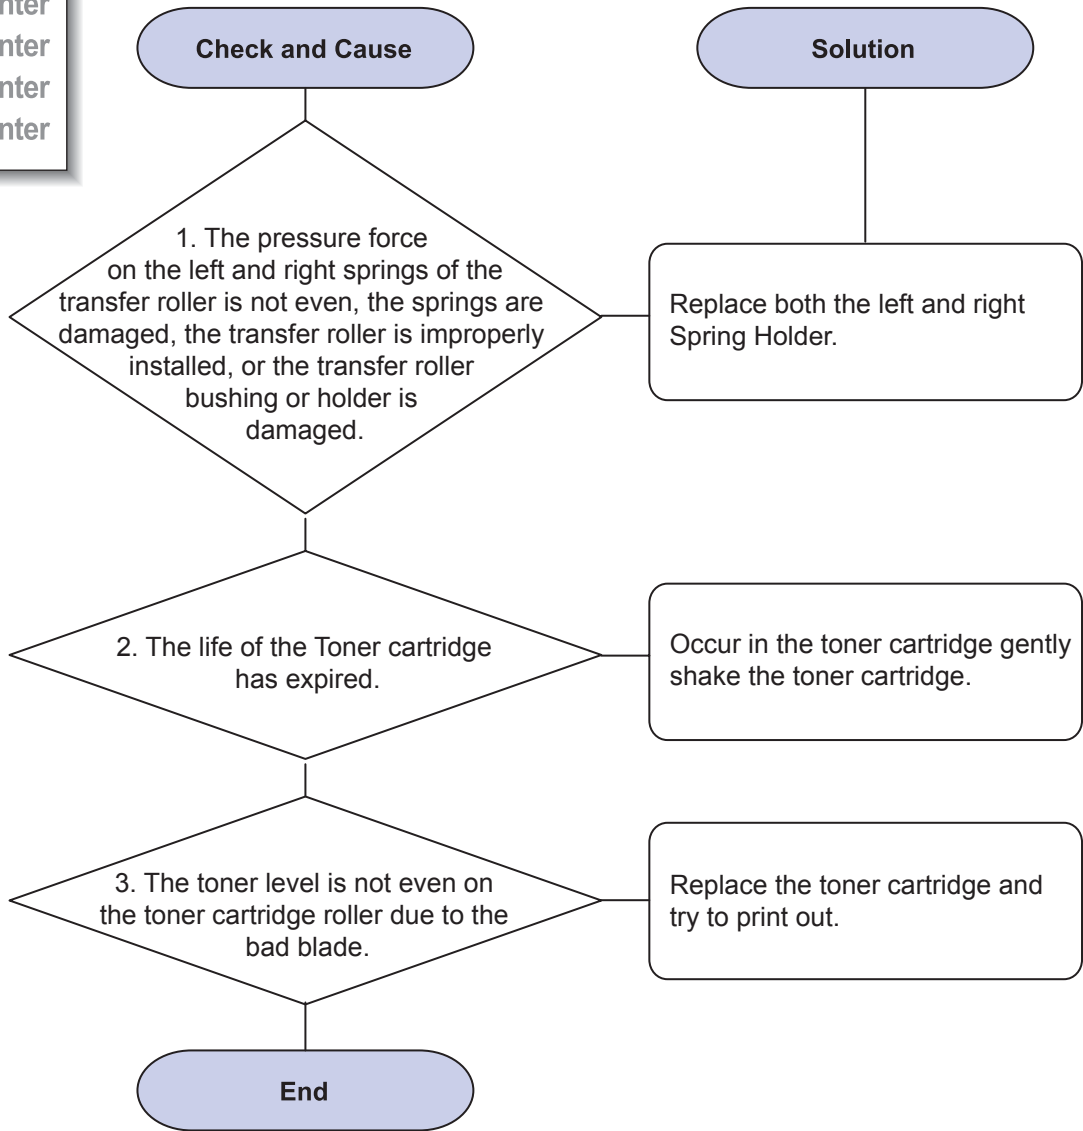 nter
nter
nter
nter
Check and Cause
Solution
1. The pressure force
on the left and right springs of the
transfer roller is not even, the springs are
damaged, the transfer roller is improperly
installed, or the transfer roller
bushing or holder is
damaged.
Replace both the left and right
Spring Holder.
2. The life of the Toner cartridge
has expired.
Occur in the toner cartridge gently
shake the toner cartridge.
3. The toner level is not even on
the toner cartridge roller due to the
bad blade.
Replace the toner cartridge and
try to print out.
End